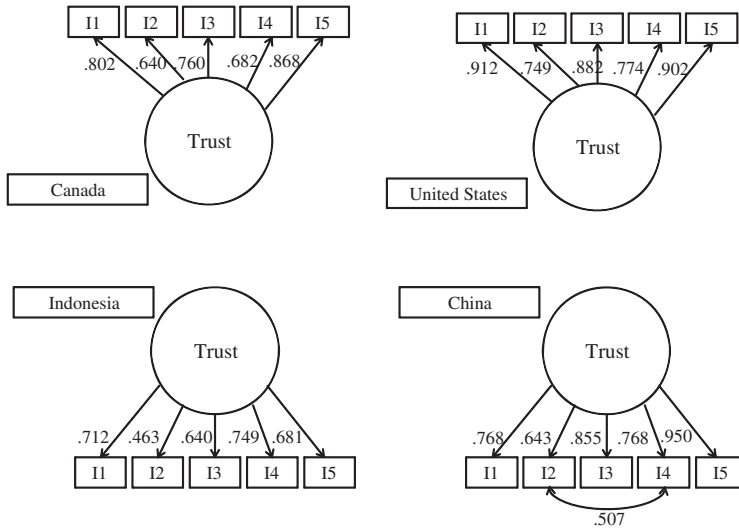 I1 I2 I3 I4 I5
.802 .640 .760 .682 .868
Trust
Canada
I1 I2 I3 I4 I5
.912 .749 .882 .774 .902
Trust
United States
Indonesia
Trust
.712 .463 .640 .749 .681
I1 I2 I3 I4 I5
China
Trust
.768 .643 .855 .768 .950
I1 I2 I3 I4 I5
.507